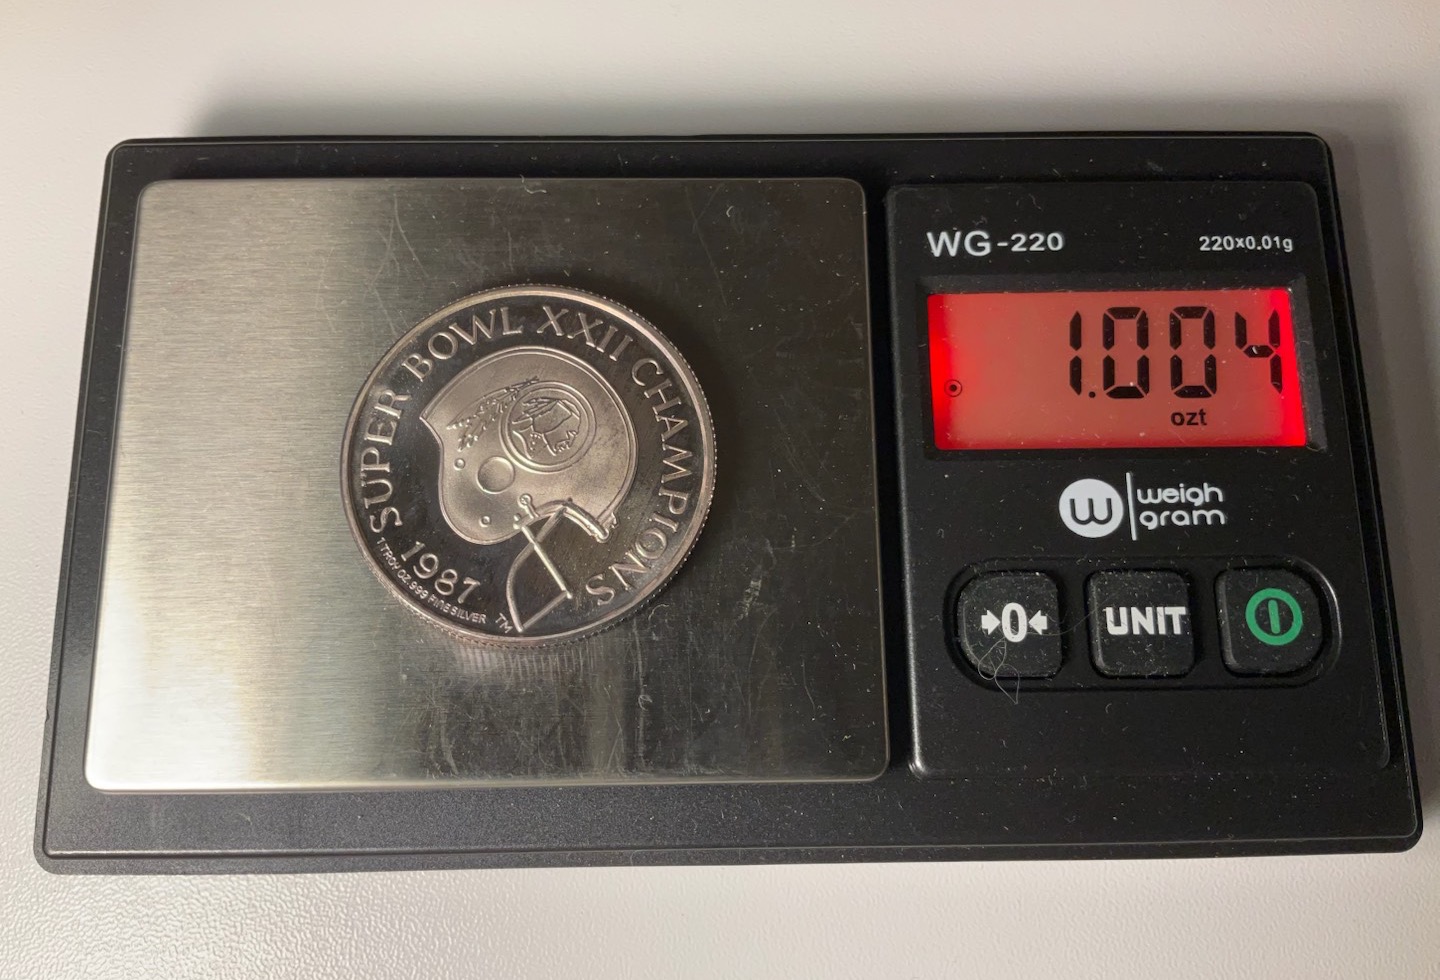 SUPER BOWL XXII CHAMPIONS
1987
1 TROY OZ. .999 FINE SILVER
TM
WG-220
220x0.01g
1.004
ozt
w
weigh
gram
→0←
UNIT